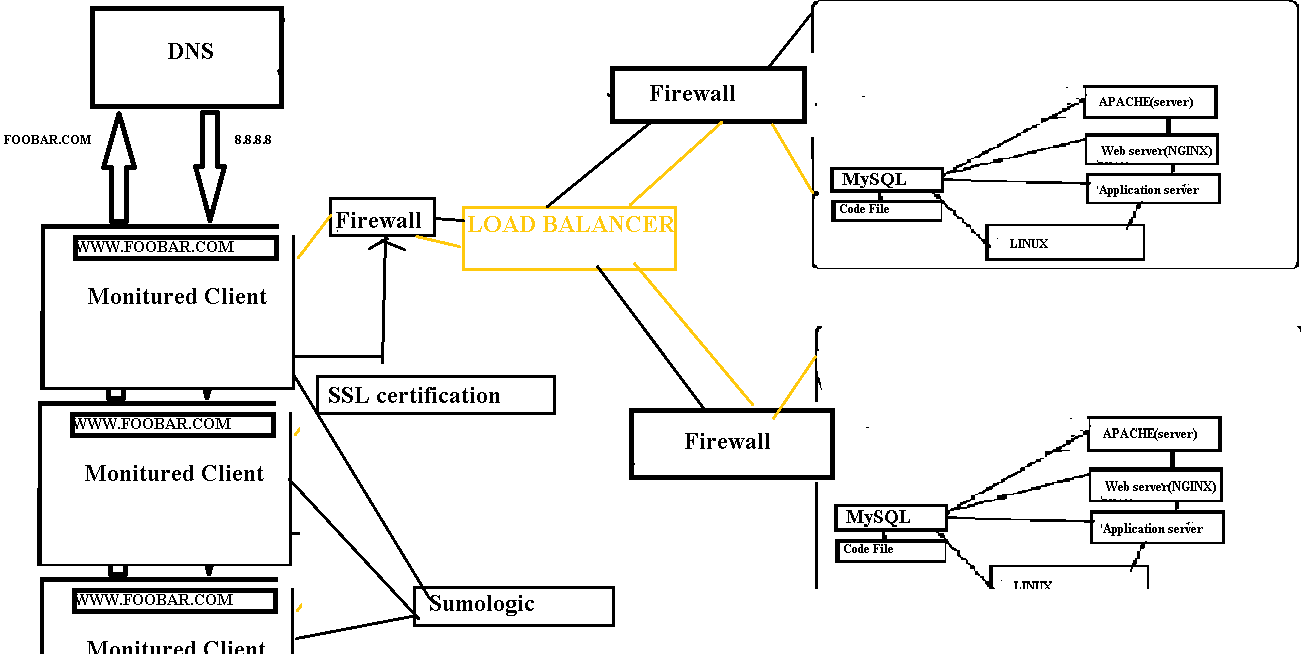 DNS
FOOBAR.COM
8.8.8.8
WWW.FOOBAR.COM
Monitured Client
WWW.FOOBAR.COM
Monitured Client
WWW.FOOBAR.COM
Monitured Client
Firewall
SSL certification
Sumologic
LOAD BALANCER
Firewall
Firewall
APACHE(server)
Web server(NGINX)
Application server
MySQL
Code File
LINUX
APACHE(server)
Web server(NGINX)
Application server
MySQL
Code File
LINUX